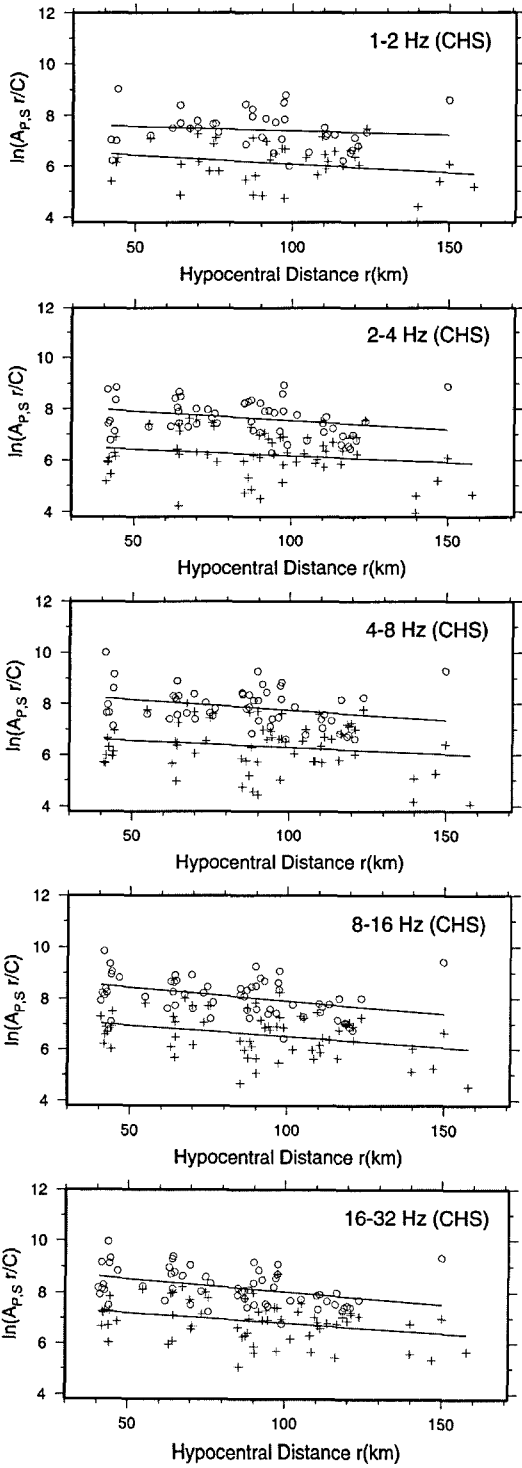 12
1-2 Hz (CHS)
10
8
6
4
ln(A_P,S r/C)
50
100
150
Hypocentral Distance r(km)
12
2-4 Hz (CHS)
10
8
6
4
ln(A_P,S r/C)
50
100
150
Hypocentral Distance r(km)
12
4-8 Hz (CHS)
10
8
6
4
ln(A_P,S r/C)
50
100
150
Hypocentral Distance r(km)
12
8-16 Hz (CHS)
10
8
6
4
ln(A_P,S r/C)
50
100
150
Hypocentral Distance r(km)
12
16-32 Hz (CHS)
10
8
6
4
ln(A_P,S r/C)
50
100
150
Hypocentral Distance r(km)